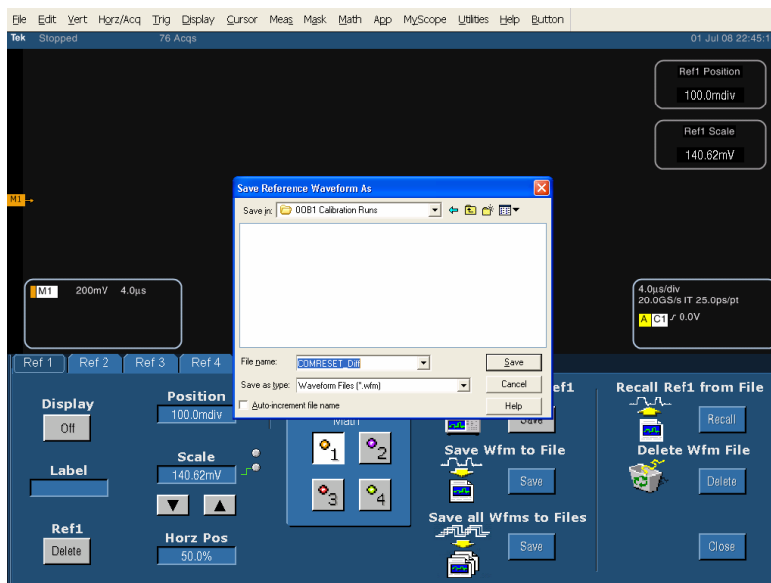 File Edit Vert Horz/Acq Trig Display Cursor Meas Mask Math App MyScope Utilities Help Button
Tek Stopped 76 Acqs 01 Jul 08 22:45:1
Ref1 Position
100.0mdiv
Ref1 Scale
140.62mV
M1
Save Reference Waveform As
Save in: OOB1 Calibration Runs
M1 200mV 4.0µs
4.0µs/div
20.0GS/s IT 25.0ps/pt
A C1 0.0V
File name: COMRESET_Diff Save
Save as type: Waveform Files (*.wfm) Cancel
Auto-increment file name Help
Ref 1 Ref 2 Ref 3 Ref 4
Display
Off
Label
Ref1
Delete
Position
100.0mdiv
Scale
140.62mV
Horz Pos
50.0%
Math
1 2
3 4
ef1
Save
Save Wfm to File
Save
Save all Wfms to Files
Save
Recall Ref1 from File
Recall
Delete Wfm File
Delete
Close